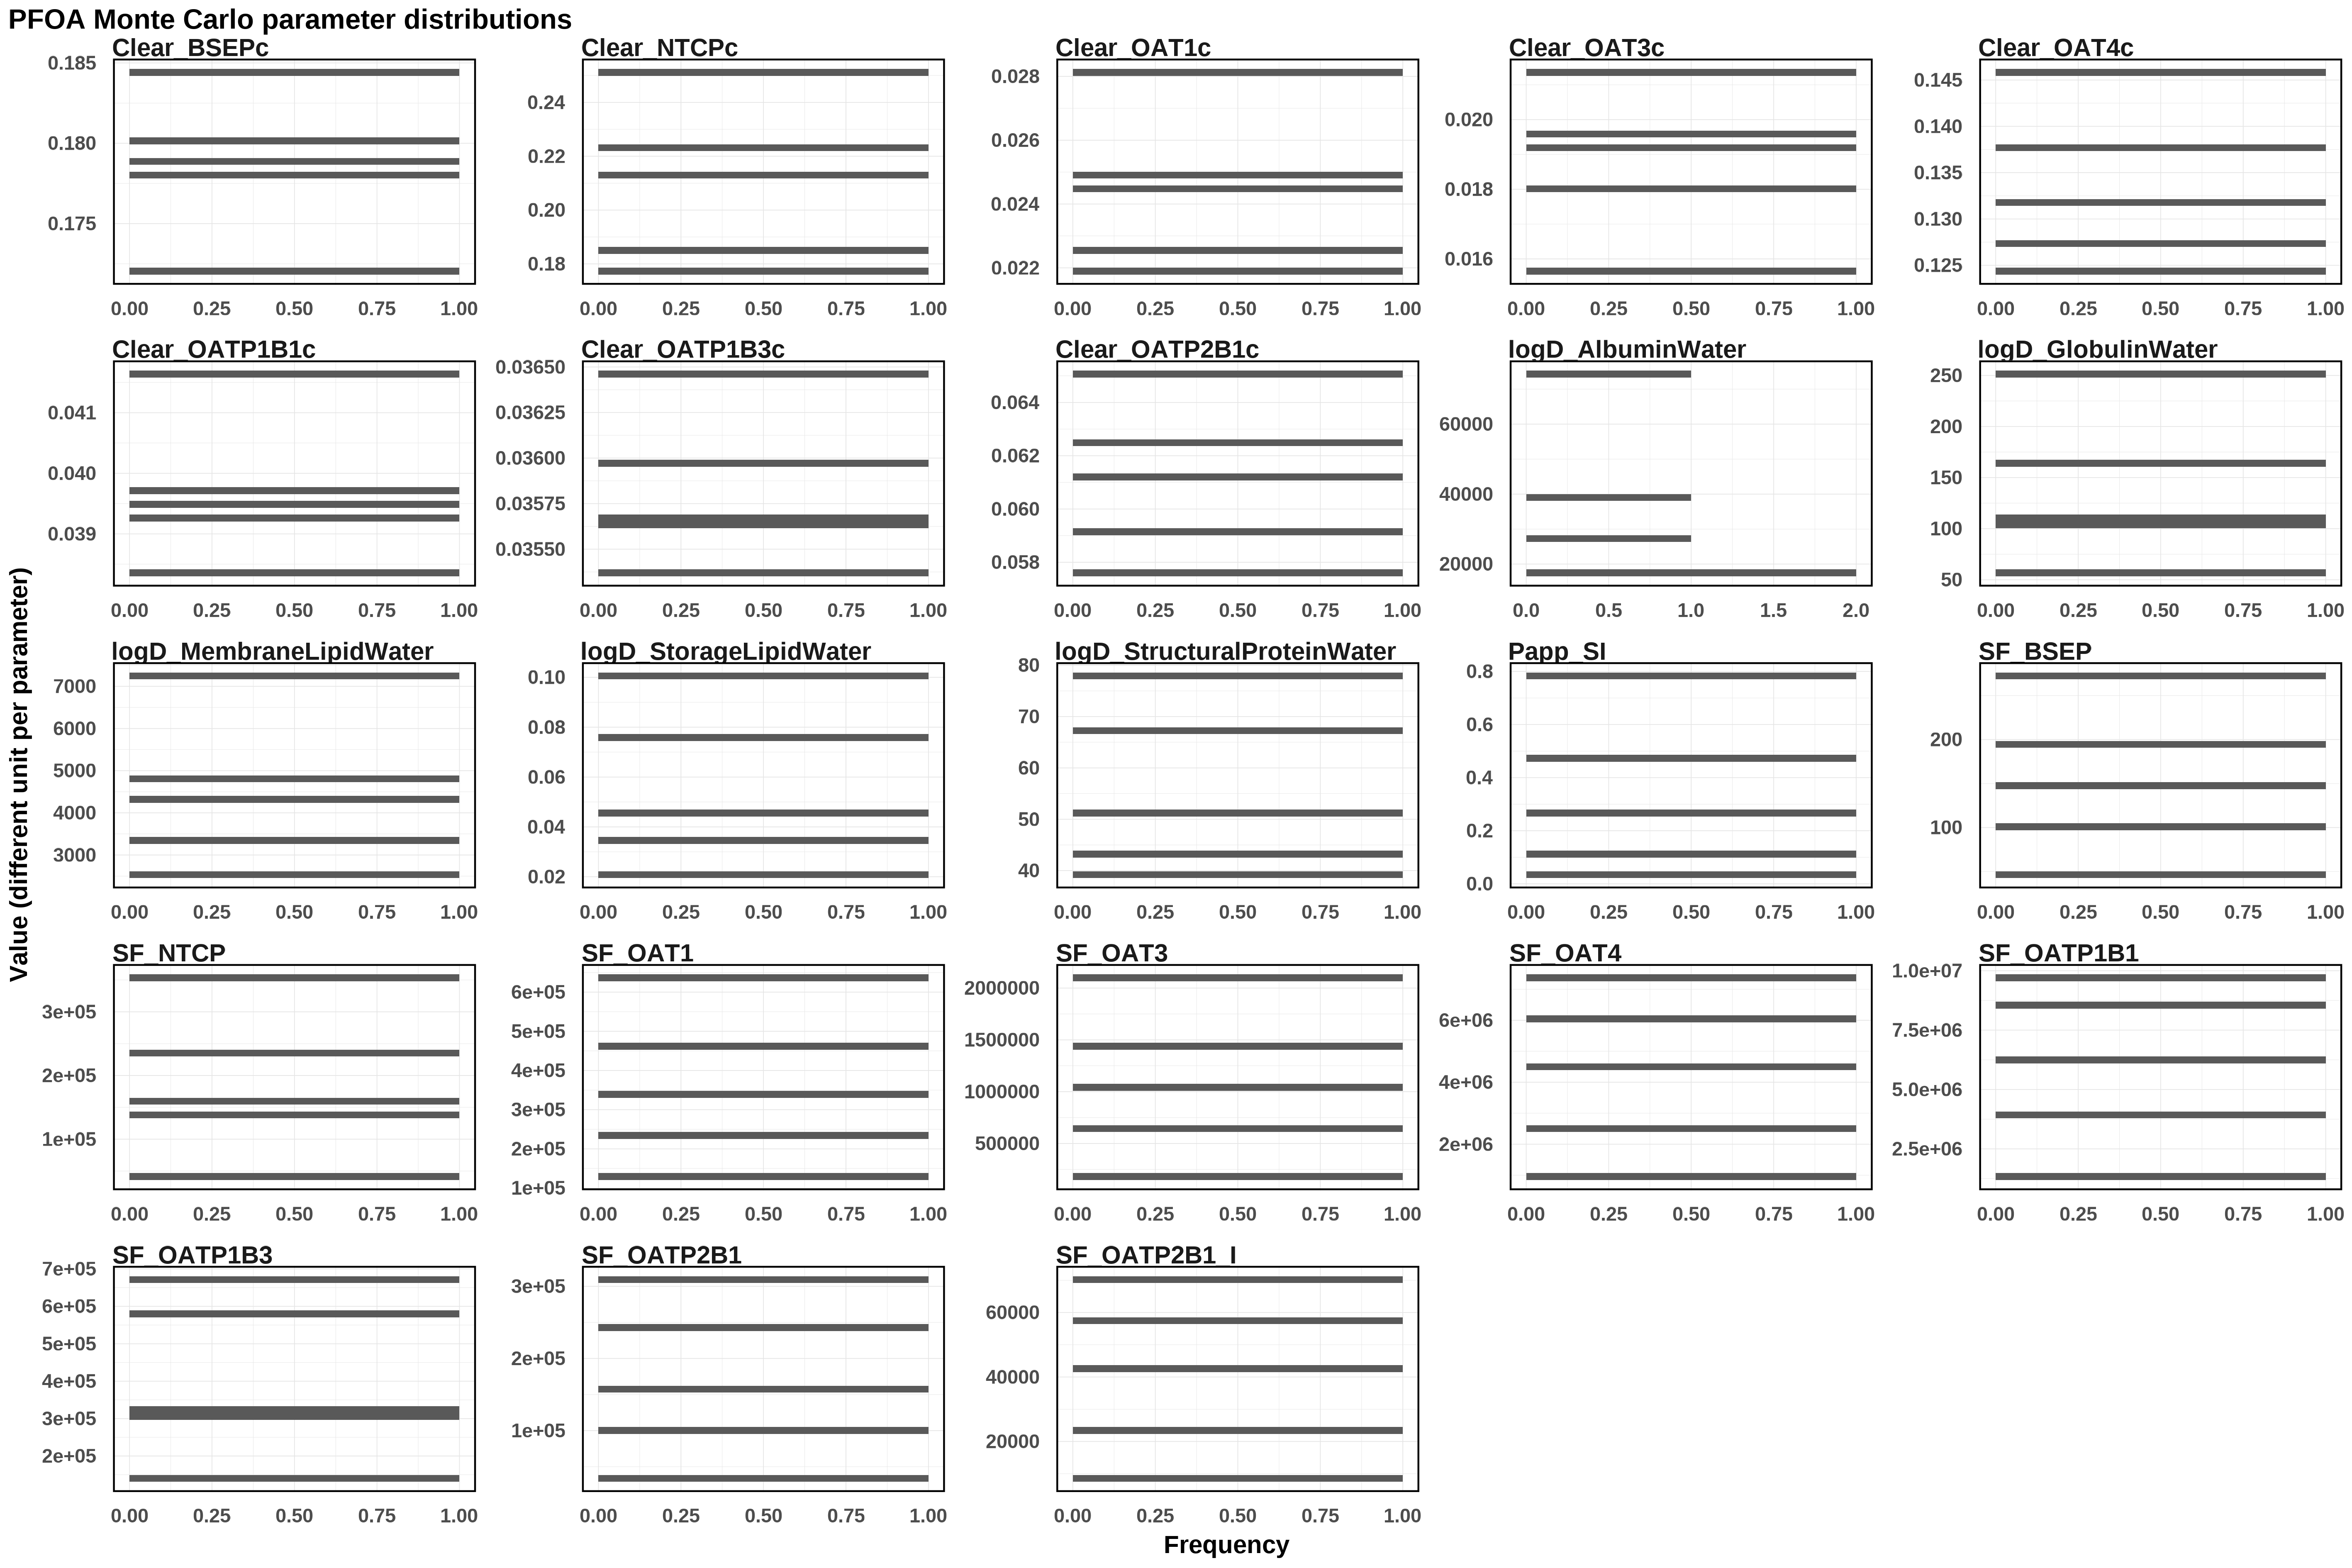 PFOA Monte Carlo parameter distributions
Value (different unit per parameter)
Clear_BSEPc
0.185
0.180
0.175
0.00 0.25 0.50 0.75 1.00
Clear_NTCPc
0.24
0.22
0.20
0.18
0.00 0.25 0.50 0.75 1.00
Clear_OAT1c
0.028
0.026
0.024
0.022
0.00 0.25 0.50 0.75 1.00
Clear_OAT3c
0.020
0.018
0.016
0.00 0.25 0.50 0.75 1.00
Clear_OAT4c
0.145
0.140
0.135
0.130
0.125
0.00 0.25 0.50 0.75 1.00
Clear_OATP1B1c
0.041
0.040
0.039
0.00 0.25 0.50 0.75 1.00
Clear_OATP1B3c
0.03650
0.03625
0.03600
0.03575
0.03550
0.00 0.25 0.50 0.75 1.00
Clear_OATP2B1c
0.064
0.062
0.060
0.058
0.00 0.25 0.50 0.75 1.00
logD_AlbuminWater
60000
40000
20000
0.0 0.5 1.0 1.5 2.0
logD_GlobulinWater
250
200
150
100
50
0.00 0.25 0.50 0.75 1.00
logD_MembraneLipidWater
7000
6000
5000
4000
3000
0.00 0.25 0.50 0.75 1.00
logD_StorageLipidWater
0.10
0.08
0.06
0.04
0.02
0.00 0.25 0.50 0.75 1.00
logD_StructuralProteinWater
80
70
60
50
40
0.00 0.25 0.50 0.75 1.00
Papp_SI
0.8
0.6
0.4
0.2
0.0
0.00 0.25 0.50 0.75 1.00
SF_BSEP
200
100
0.00 0.25 0.50 0.75 1.00
SF_NTCP
3e+05
2e+05
1e+05
0.00 0.25 0.50 0.75 1.00
SF_OAT1
6e+05
5e+05
4e+05
3e+05
2e+05
1e+05
0.00 0.25 0.50 0.75 1.00
SF_OAT3
2000000
1500000
1000000
500000
0.00 0.25 0.50 0.75 1.00
SF_OAT4
6e+06
4e+06
2e+06
0.00 0.25 0.50 0.75 1.00
SF_OATP1B1
1.0e+07
7.5e+06
5.0e+06
2.5e+06
0.00 0.25 0.50 0.75 1.00
SF_OATP1B3
7e+05
6e+05
5e+05
4e+05
3e+05
2e+05
0.00 0.25 0.50 0.75 1.00
SF_OATP2B1
3e+05
2e+05
1e+05
0.00 0.25 0.50 0.75 1.00
SF_OATP2B1_I
60000
40000
20000
0.00 0.25 0.50 0.75 1.00
Frequency